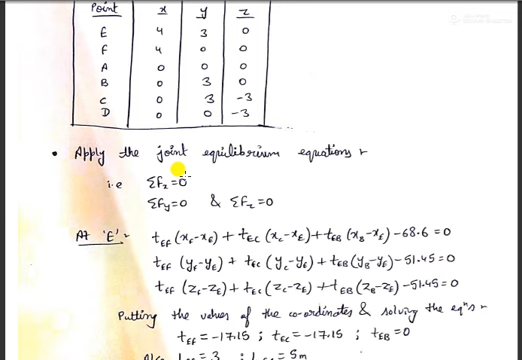 Point x y z
E 4 3 0
F 4 0 0
A 0 0 0
B 0 3 0
C 0 3 -3
D 0 0 -3
• Apply the joint equilibrium equations
i.e ΣFx=0
ΣFy=0 & ΣFz=0
At 'E'
tEF (xF-xE) + tEC (xC-xE) + tEB (xB-xE) - 68.6 = 0
tEF (yF-yE) + tEC (yC-yE) + tEB (yB-yE) - 51.45 = 0
tEF (zF-zE) + tEC (zC-zE) + tEB (zB-zE) - 51.45 = 0
Putting the values of the co-ordinates & solving the eqns
tEF = -17.15 ; tEC = -17.15 ; tEB = 0
= 3 ; = 5m